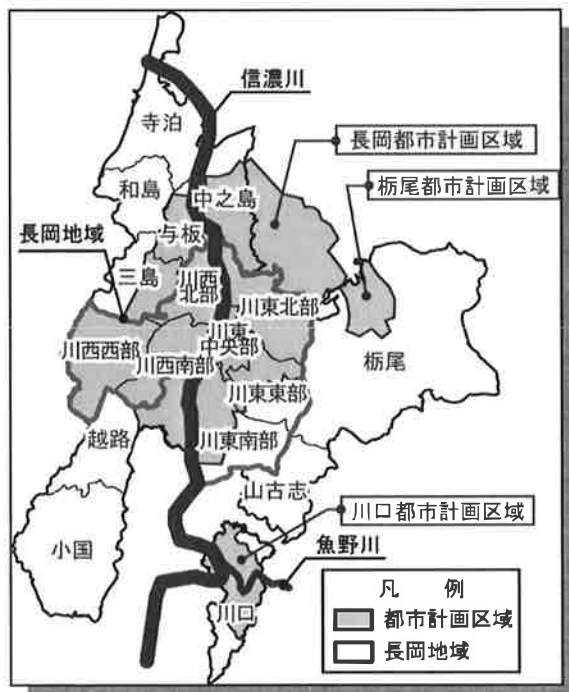 信濃川
寺泊
長岡都市計画区域
和島
中之島
栃尾都市計画区域
長岡地域
与板
三島
川西
北部
川東北部
川東
中央部
川西西部
川西南部
栃尾
川東東部
越路
川東南部
山古志
川口都市計画区域
小国
魚野川
川口
凡 例
都市計画区域
長岡地域